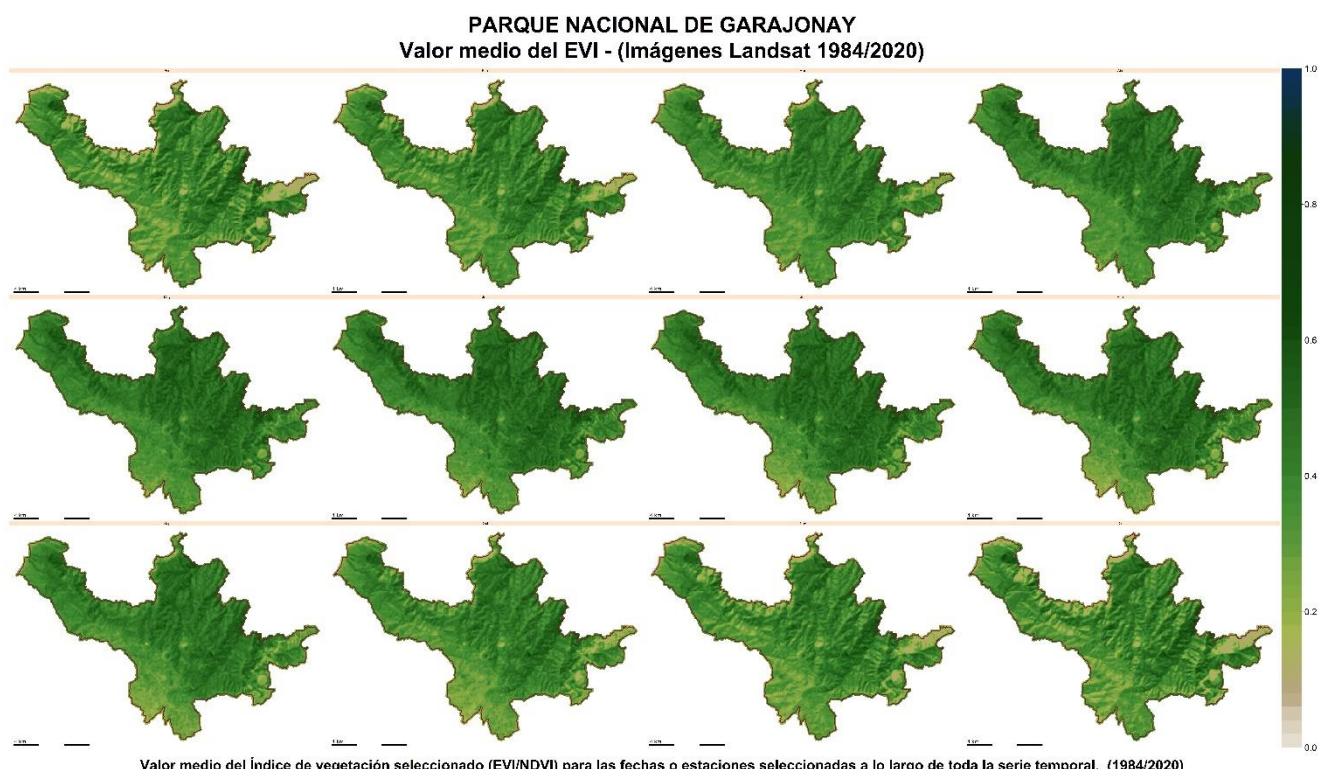 PARQUE NACIONAL DE GARAJONAY
Valor medio del EVI - (Imágenes Landsat 1984/2020)
1.0
0.8
0.6
0.4
0.2
0.0
Valor medio del Índice de vegetación seleccionado (EVI/NDVI) para las fechas o estaciones seleccionadas a lo largo de toda la serie temporal. (1984/2020)